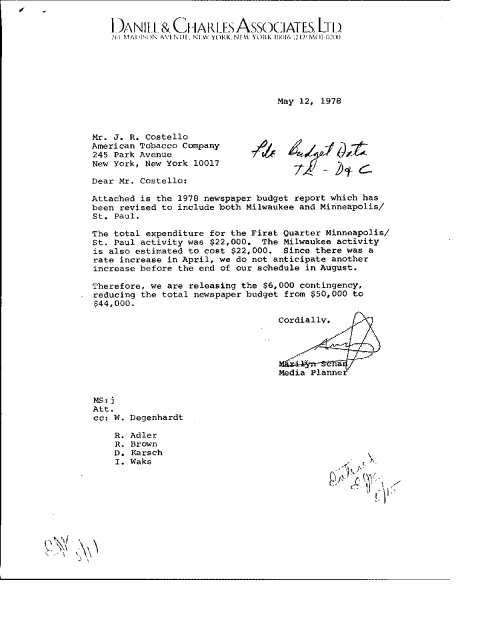 DANIEL & CHARLES ASSOCIATES, LTD.
261 MADISON AVENUE, NEW YORK, NEW YORK 10016 (212) MO1-0200
May 12, 1978
Mr. J. R. Costello
American Tobacco Company
245 Park Avenue
New York, New York 10017
File Budget Data
TL - D & C
Dear Mr. Costello:
Attached is the 1978 newspaper budget report which has
been revised to include both Milwaukee and Minneapolis/
St. Paul.
The total expenditure for the First Quarter Minneapolis/
St. Paul activity was $22,000. The Milwaukee activity
is also estimated to cost $22,000. Since there was a
rate increase in April, we do not anticipate another
increase before the end of our schedule in August.
Therefore, we are releasing the $6,000 contingency,
reducing the total newspaper budget from $50,000 to
$44,000.
Cordially,
Marilyn Schan
Media Planner
MS:j
Att.
cc: W. Degenhardt
R. Adler
R. Brown
D. Karsch
I. Waks